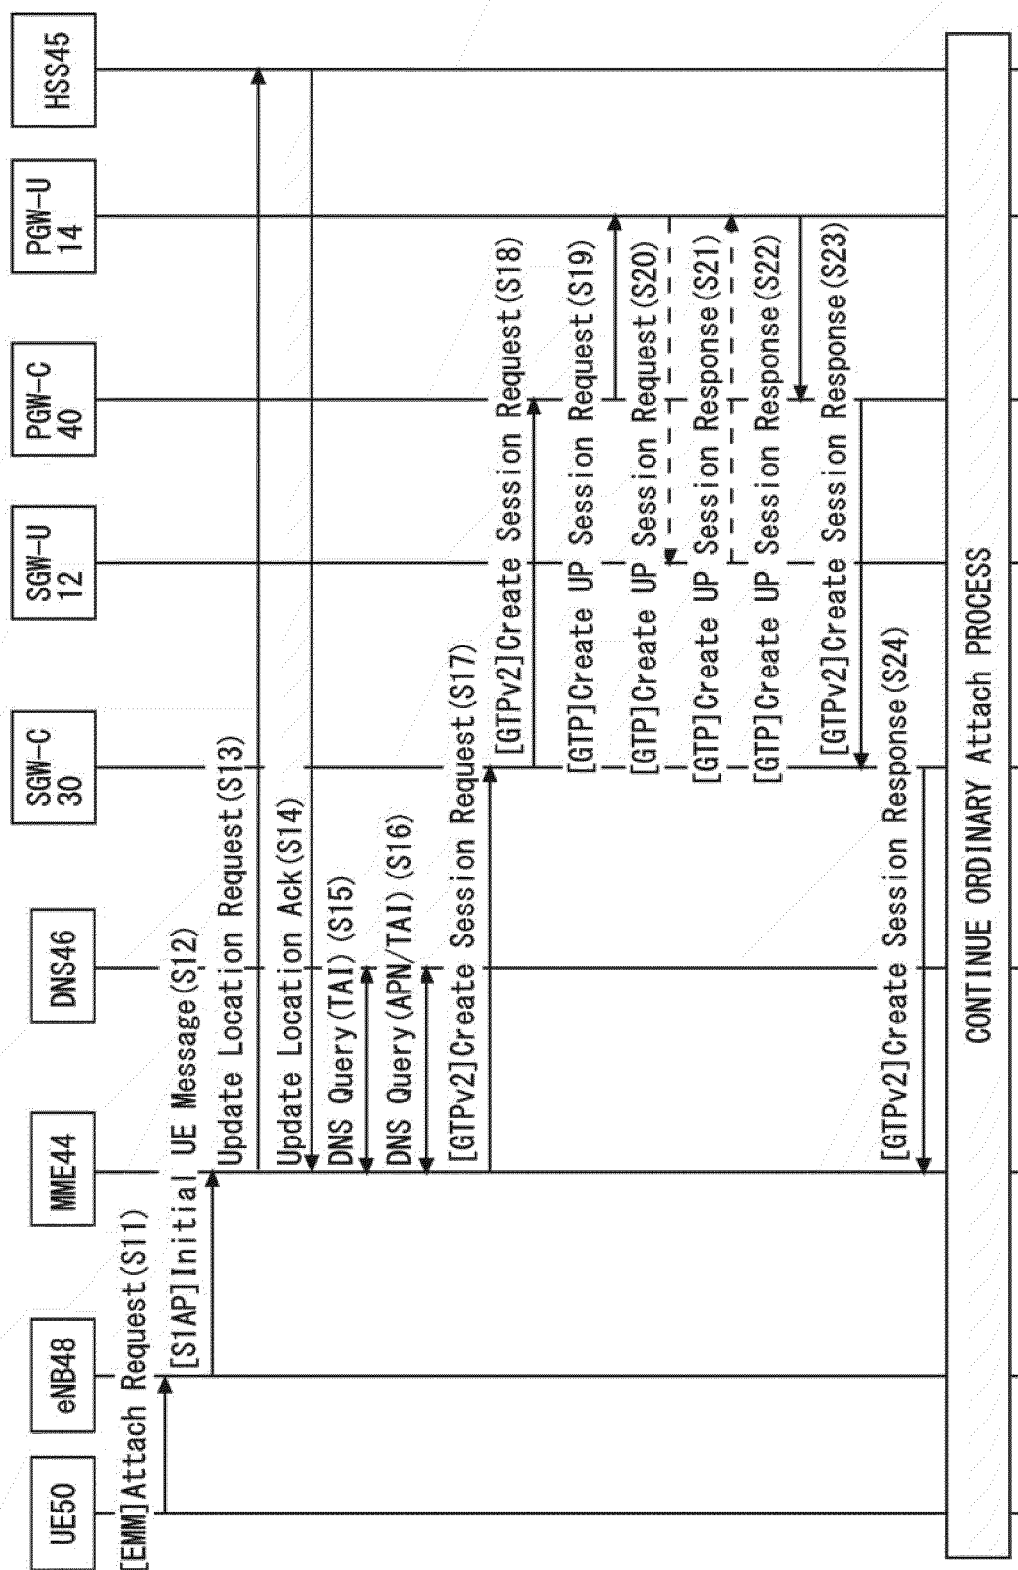 UE50
eNB48
MME44
DNS46
SGW-C
30
SGW-U
12
PGW-C
40
PGW-U
14
HSS45
[EMM]Attach Request(S11)
[S1AP]Initial UE Message(S12)
Update Location Request(S13)
Update Location Ack(S14)
DNS Query(TAI)(S15)
DNS Query(APN/TAI)(S16)
[GTPv2]Create Session Request(S17)
[GTPv2]Create Session Request(S18)
[GTP]Create UP Session Request(S19)
[GTP]Create UP Session Request(S20)
[GTP]Create UP Session Response(S21)
[GTP]Create UP Session Response(S22)
[GTPv2]Create Session Response(S23)
[GTPv2]Create Session Response(S24)
CONTINUE ORDINARY Attach PROCESS